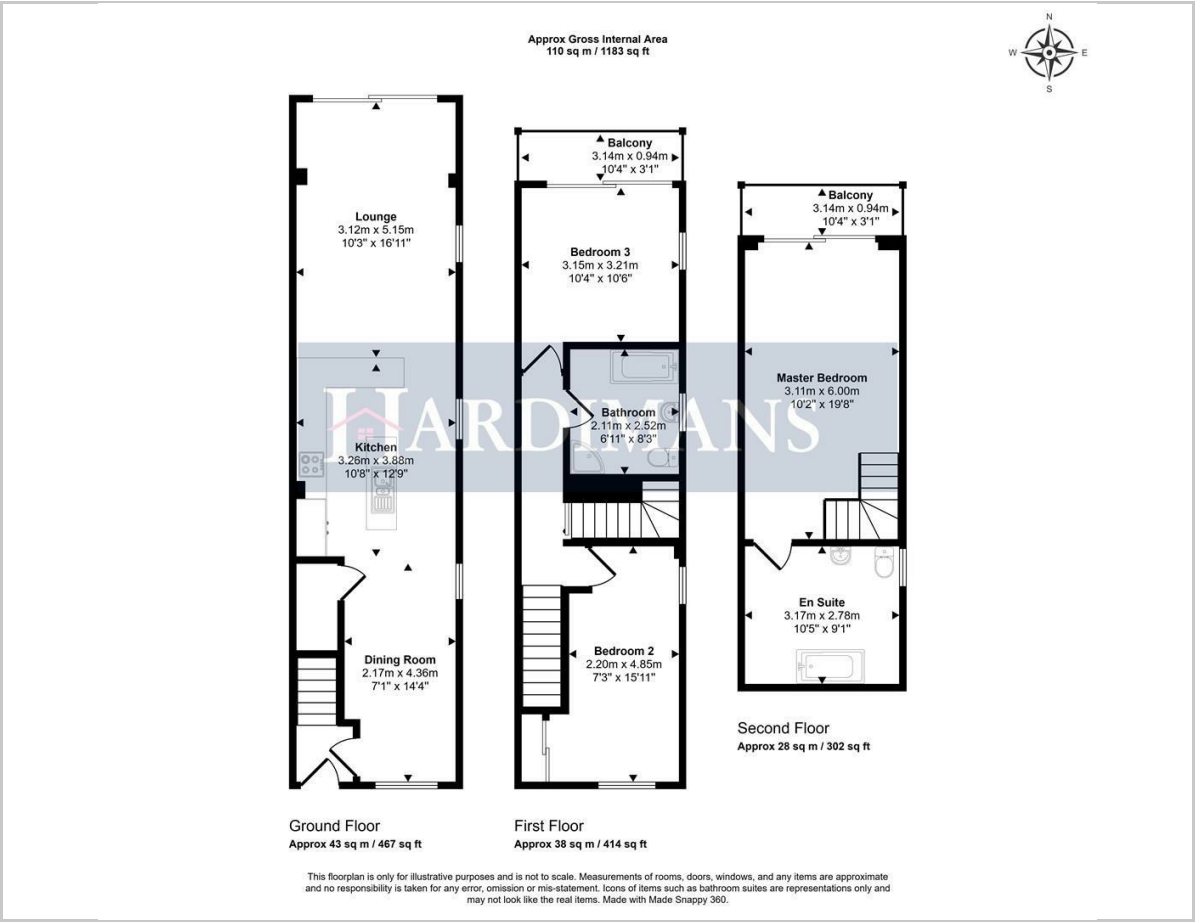 Approx Gross Internal Area
110 sq m / 1183 sq ft
N
W
E
S
Lounge
3.12m x 5.15m
10'3" x 16'11"
Kitchen
3.26m x 3.88m
10'8" x 12'9"
Dining Room
2.17m x 4.36m
7'1" x 14'4"
Ground Floor
Approx 43 sq m / 467 sq ft
Balcony
3.14m x 0.94m
10'4" x 3'1"
Bedroom 3
3.15m x 3.21m
10'4" x 10'6"
Bathroom
2.11m x 2.52m
6'11" x 8'3"
Bedroom 2
2.20m x 4.85m
7'3" x 15'11"
First Floor
Approx 38 sq m / 414 sq ft
Balcony
3.14m x 0.94m
10'4" x 3'1"
Master Bedroom
3.11m x 6.00m
10'2" x 19'8"
En Suite
3.17m x 2.78m
10'5" x 9'1"
Second Floor
Approx 28 sq m / 302 sq ft
HARDIMANS
This floorplan is only for illustrative purposes and is not to scale. Measurements of rooms, doors, windows, and any items are approximate
and no responsibility is taken for any error, omission or mis-statement. Icons of items such as bathroom suites are representations only and
may not look like the real items. Made with Made Snappy 360.